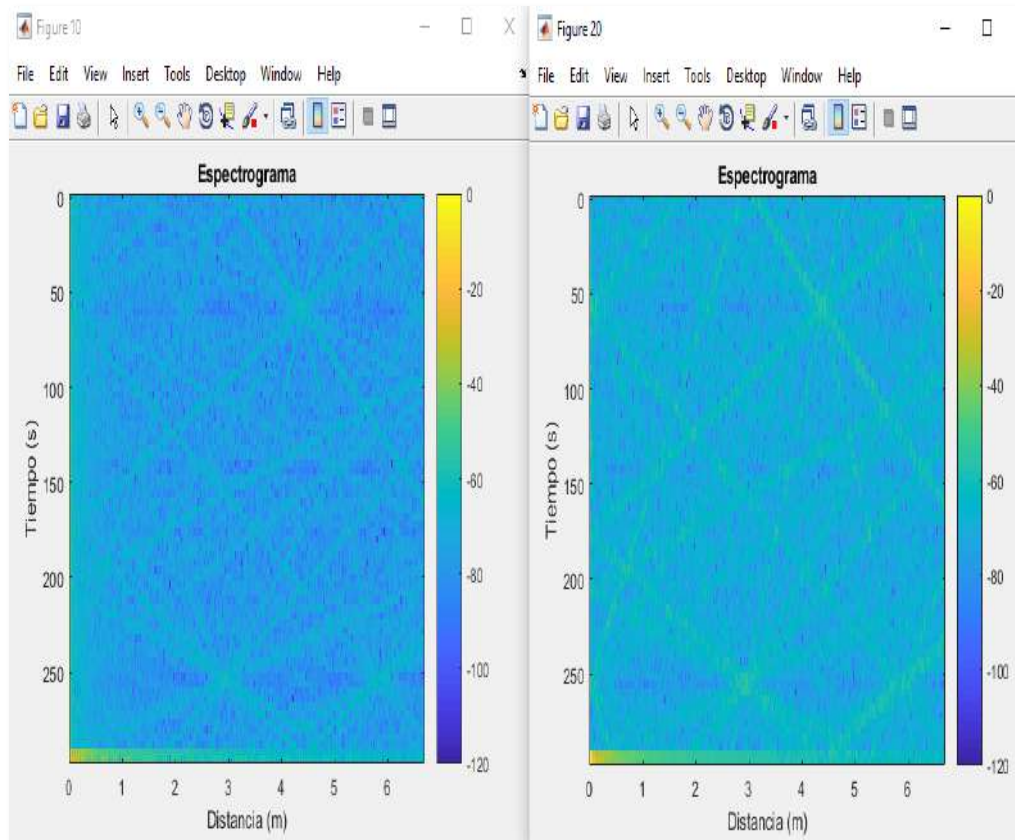 Figure 10
File Edit View Insert Tools Desktop Window Help
Espectrograma
0
50
100
150
200
250
Tiempo (s)
0 1 2 3 4 5 6
Distancia (m)
0
-20
-40
-60
-80
-100
-120
Figure 20
File Edit View Insert Tools Desktop Window Help
Espectrograma
0
50
100
150
200
250
Tiempo (s)
0 1 2 3 4 5 6
Distancia (m)
0
-20
-40
-60
-80
-100
-120